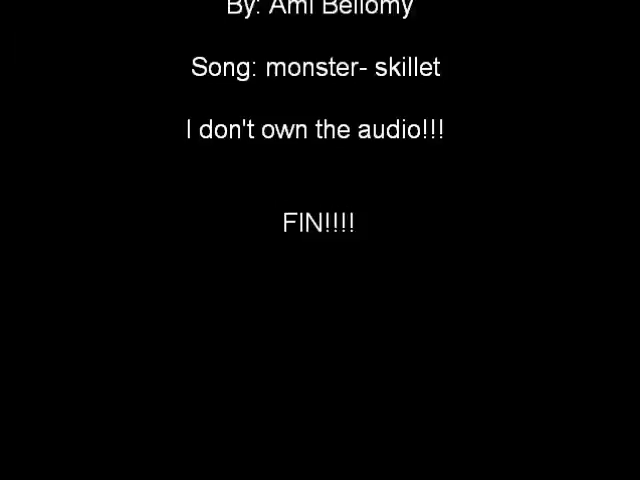 By: Ami Bellomy
Song: monster- skillet
I don't own the audio!!!
FIN!!!!